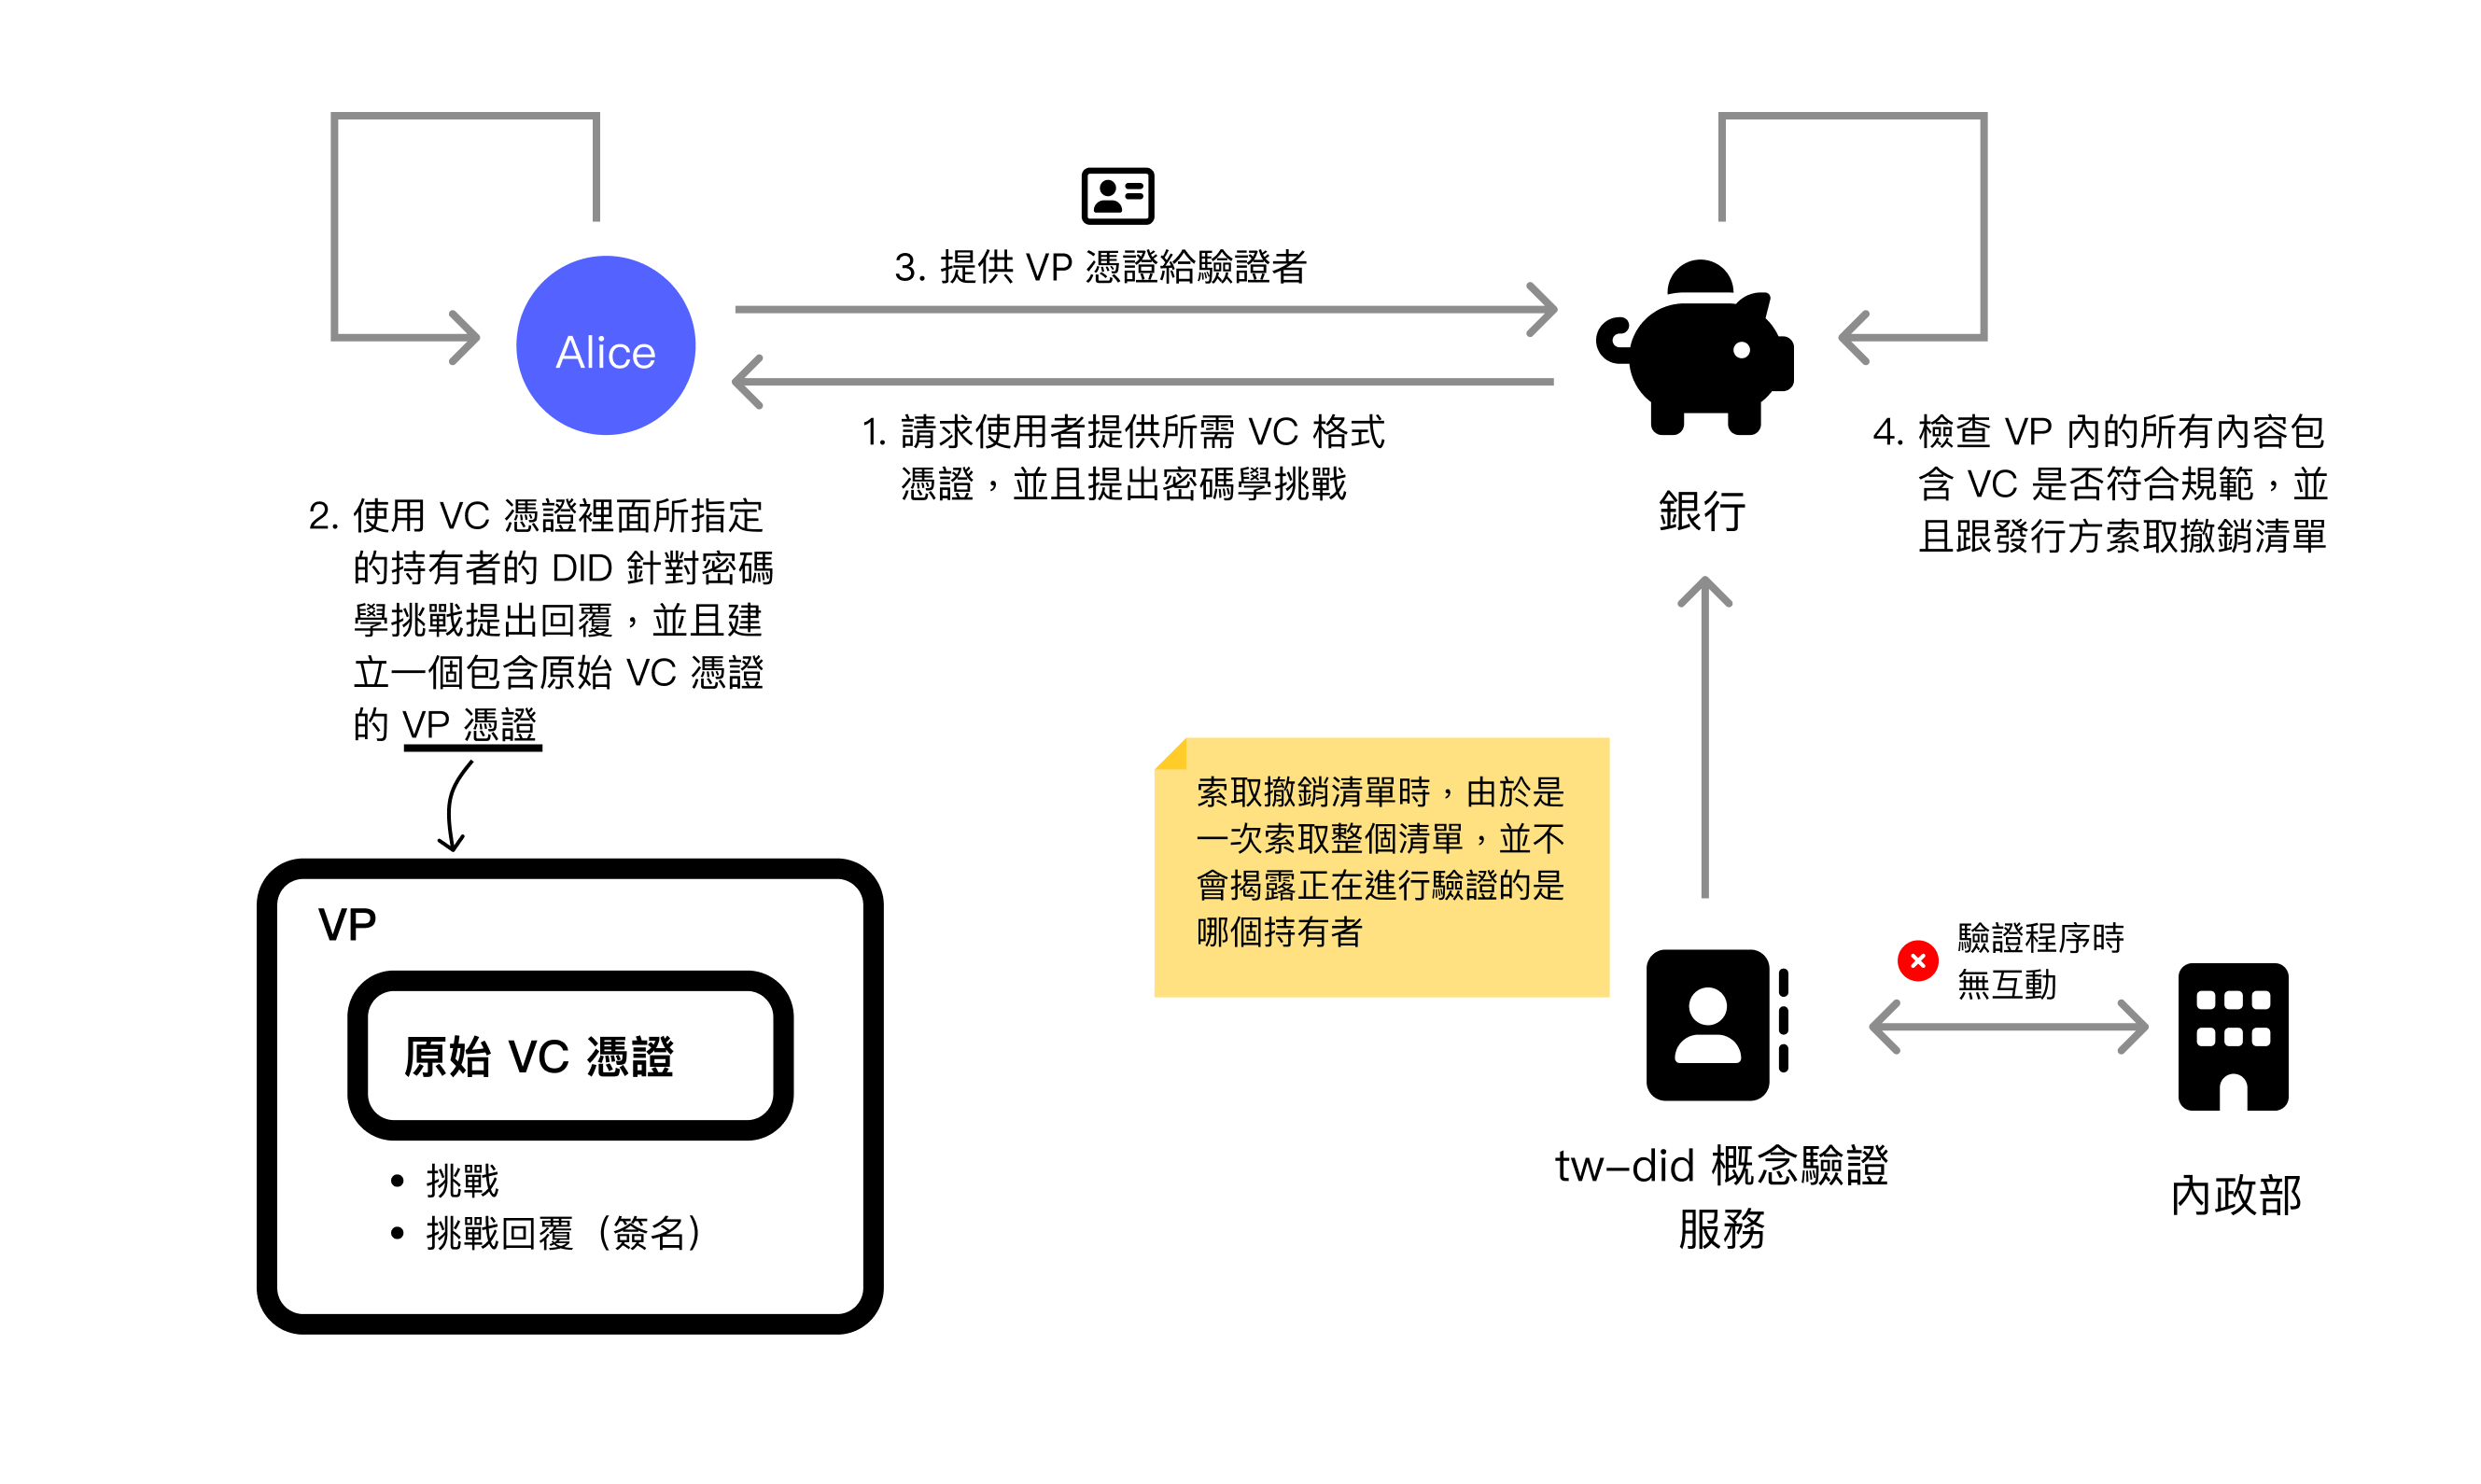 3. 提供 VP 憑證給驗證者
Alice
1. 請求使用者提供所需 VC 格式
憑證，並且提出密碼學挑戰
銀行
4. 檢查 VP 的所有內容包
含 VC 是否符合規範，並
且跟發行方索取撤銷清單
2. 使用 VC 憑證裡面所指定
的持有者的 DID 針對密碼
學挑戰提出回覆，並且建
立一個包含原始 VC 憑證
的 VP 憑證
VP
原始 VC 憑證
• 挑戰
• 挑戰回覆（簽名）
索取撤銷清單時，由於是
一次索取整個清單，並不
會揭露正在進行驗證的是
哪個持有者
驗證程序時
無互動
tw-did 概念驗證
服務
內政部